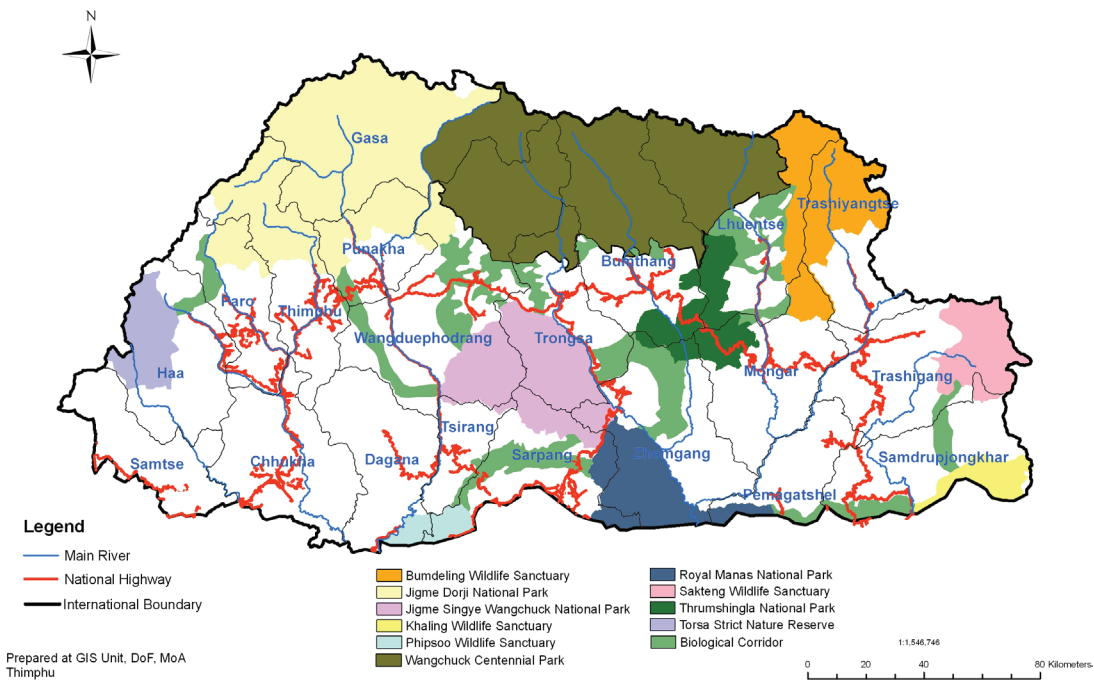 N
Gasa
Trashiyangtse
Lhuentse
Punakha
Bumthang
Paro
Thimphu
Wangduephodrang
Trongsa
Haa
Mongar
Trashigang
Tsirang
Samtse
Chhukha
Dagana
Sarpang
Zhemgang
Samdrupjongkhar
Pemagatshel
Legend
Main River
National Highway
International Boundary
Bumdeling Wildlife Sanctuary
Jigme Dorji National Park
Jigme Singye Wangchuck National Park
Khaling Wildlife Sanctuary
Phipsoo Wildlife Sanctuary
Wangchuck Centennial Park
Royal Manas National Park
Sakteng Wildlife Sanctuary
Thrumshingla National Park
Torsa Strict Nature Reserve
Biological Corridor
Prepared at GIS Unit, DoF, MoA
Thimphu
1:1,546,746
0 20 40 80 Kilometers